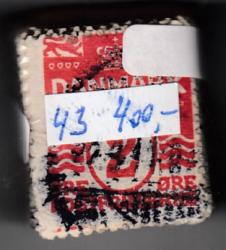 DANMARK
43 400,-
2
ØRE ØRE